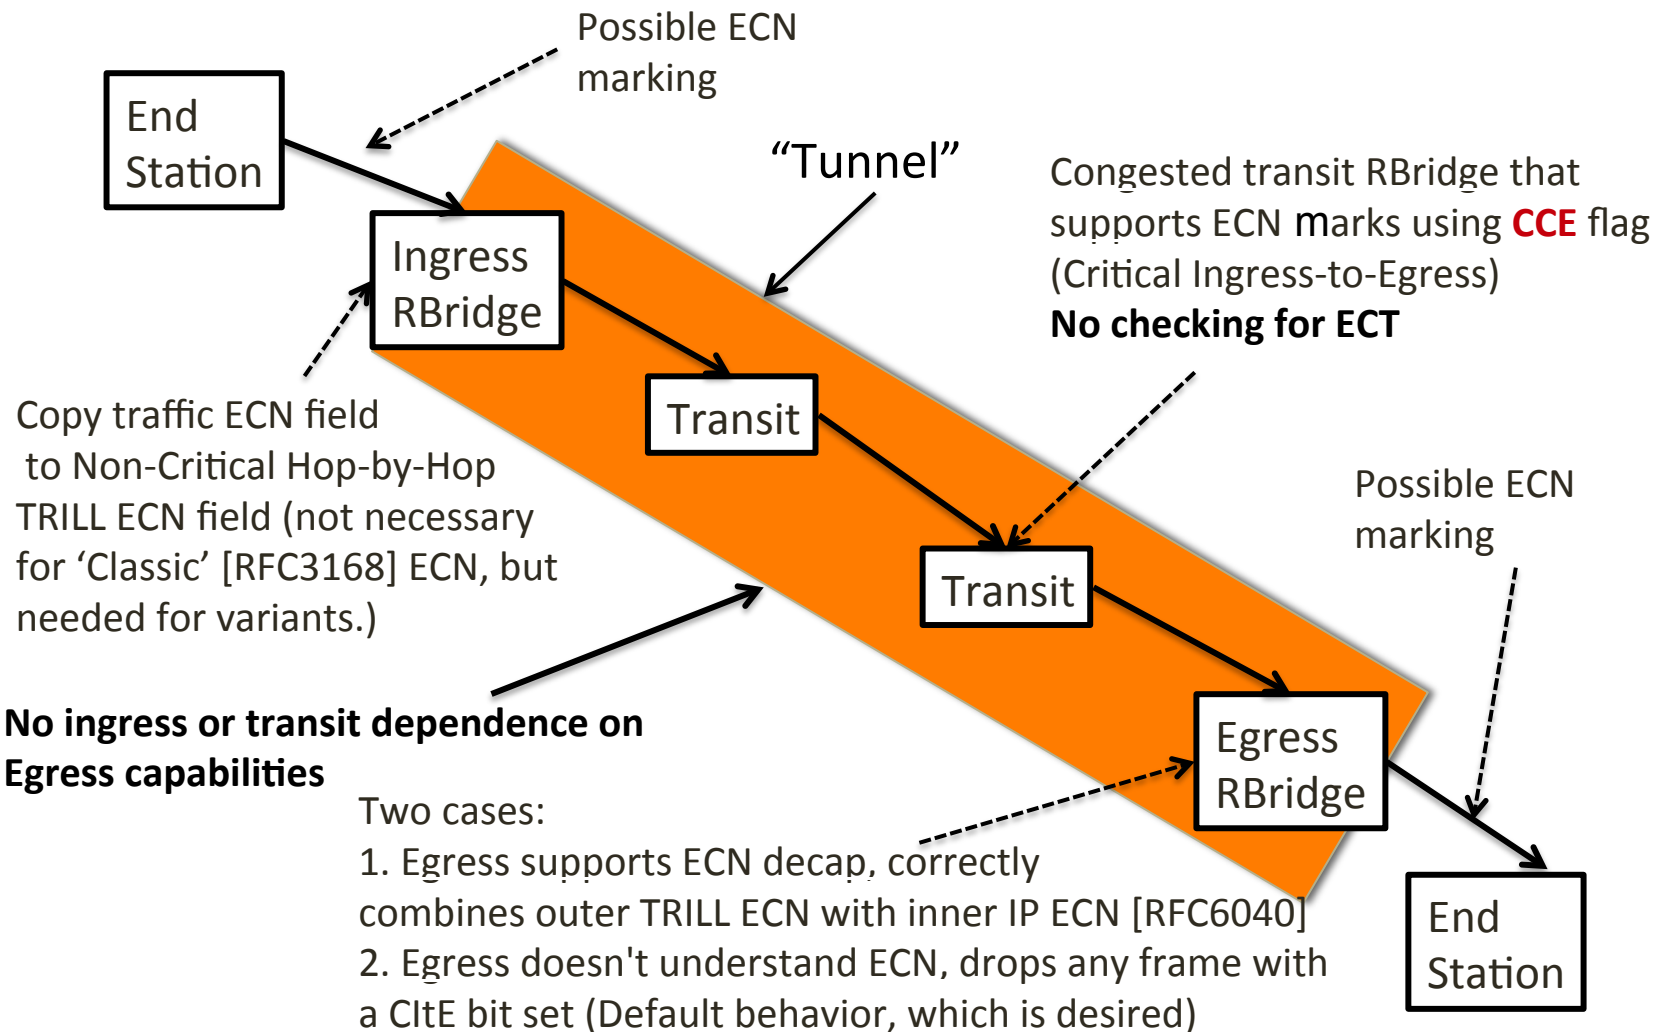 Possible ECN
marking
End
Station
“Tunnel”
Congested transit RBridge that
supports ECN marks using CCE flag
(Critical Ingress-to-Egress)
No checking for ECT
Ingress
RBridge
Copy traffic ECN field
to Non-Critical Hop-by-Hop
TRILL ECN field (not necessary
for ‘Classic’ [RFC3168] ECN, but
needed for variants.)
Transit
Transit
Possible ECN
marking
No ingress or transit dependence on
Egress capabilities
Egress
RBridge
Two cases:
1. Egress supports ECN decap, correctly
combines outer TRILL ECN with inner IP ECN [RFC6040]
2. Egress doesn't understand ECN, drops any frame with
a CItE bit set (Default behavior, which is desired)
End
Station